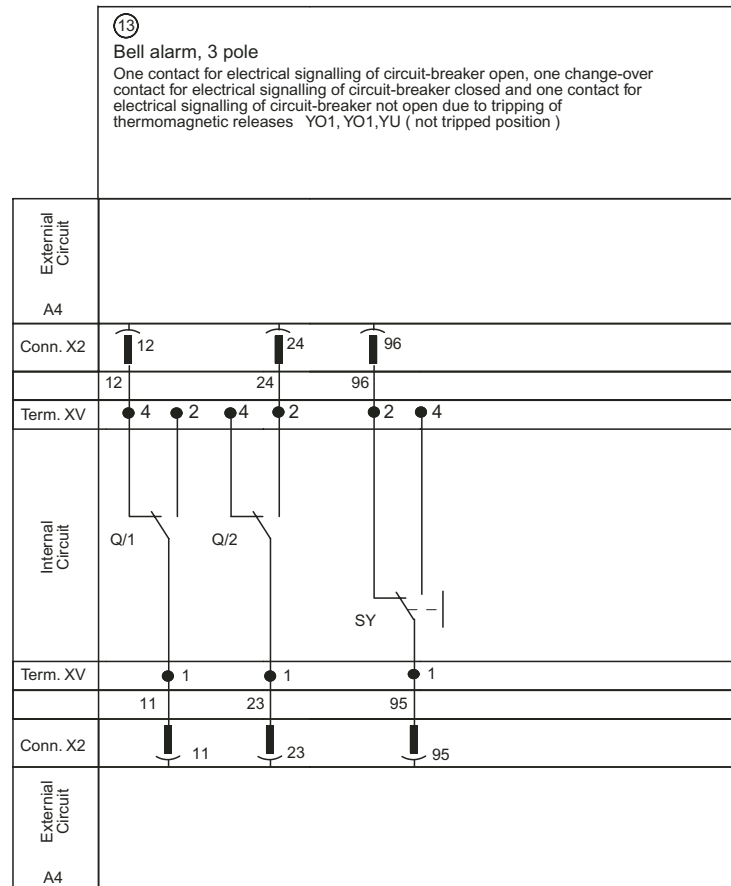 13
Bell alarm, 3 pole
One contact for electrical signalling of circuit-breaker open, one change-over
contact for electrical signalling of circuit-breaker closed and one contact for
electrical signalling of circuit-breaker not open due to tripping of
thermomagnetic releases YO1, YO1,YU ( not tripped position )
Externial
Circuit
A4
Conn. X2 12 24 96
12 24 96
Term. XV 4 2 4 2 2 4
Internal
Circuit
Q/1 Q/2
SY
Term. XV 1 1 1
11 23 95
Conn. X2 11 23 95
Externial
Circuit
A4